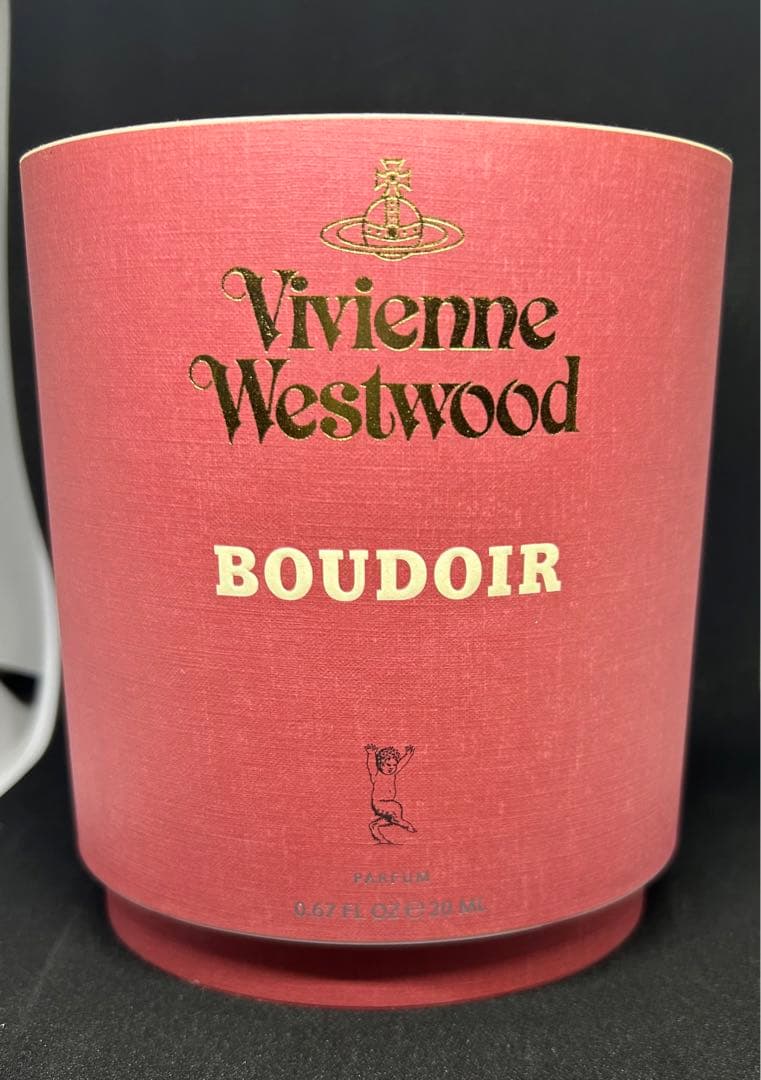 Vivienne
Westwood
BOUDOIR
PARFUM
0.67 FL OZ ℮ 20 ML